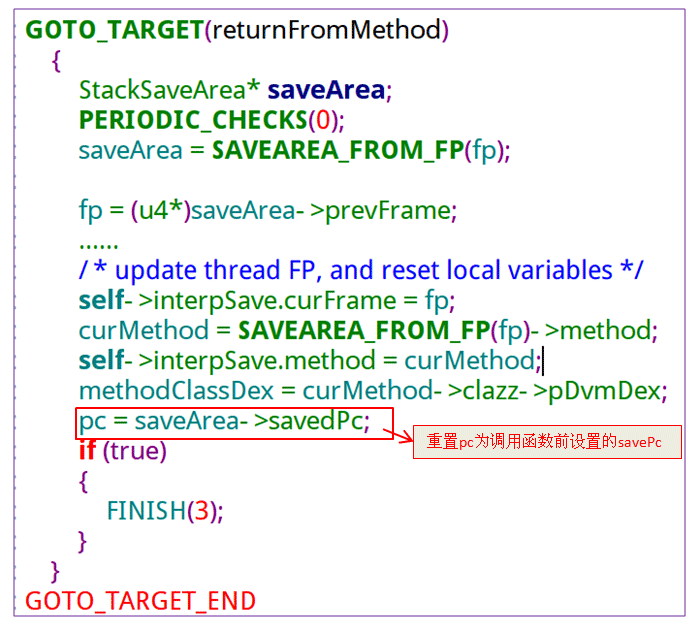 GOTO_TARGET(returnFromMethod)
{
StackSaveArea* saveArea;
PERIODIC_CHECKS(0);
saveArea = SAVEAREA_FROM_FP(fp);
fp = (u4*)saveArea->prevFrame;
......
/* update thread FP, and reset local variables */
self->interpSave.curFrame = fp;
curMethod = SAVEAREA_FROM_FP(fp)->method;
self->interpSave.method = curMethod;
methodClassDex = curMethod->clazz->pDvmDex;
pc = saveArea->savedPc;
重置pc为调用函数前设置的savePc
if (true)
{
FINISH(3);
}
}
GOTO_TARGET_END